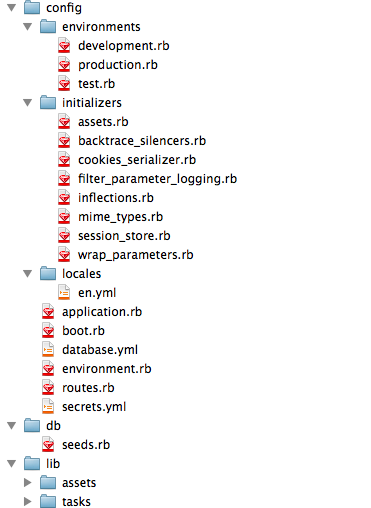 config
environments
development.rb
production.rb
test.rb
initializers
assets.rb
backtrace_silencers.rb
cookies_serializer.rb
filter_parameter_logging.rb
inflections.rb
mime_types.rb
session_store.rb
wrap_parameters.rb
locales
en.yml
application.rb
boot.rb
database.yml
environment.rb
routes.rb
secrets.yml
db
seeds.rb
lib
assets
tasks